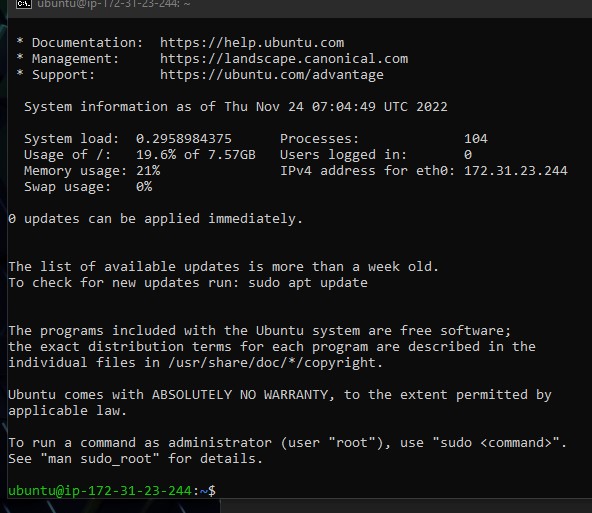 ubuntu@ip-172-31-23-244: ~
* Documentation:  https://help.ubuntu.com
* Management:     https://landscape.canonical.com
* Support:        https://ubuntu.com/advantage
System information as of Thu Nov 24 07:04:49 UTC 2022
System load:  0.2958984375      Processes:             104
Usage of /:   19.6% of 7.57GB   Users logged in:       0
Memory usage: 21%               IPv4 address for eth0: 172.31.23.244
Swap usage:   0%
0 updates can be applied immediately.
The list of available updates is more than a week old.
To check for new updates run: sudo apt update
The programs included with the Ubuntu system are free software;
the exact distribution terms for each program are described in the
individual files in /usr/share/doc/*/copyright.
Ubuntu comes with ABSOLUTELY NO WARRANTY, to the extent permitted by
applicable law.
To run a command as administrator (user "root"), use "sudo <command>".
See "man sudo_root" for details.
ubuntu@ip-172-31-23-244:~$